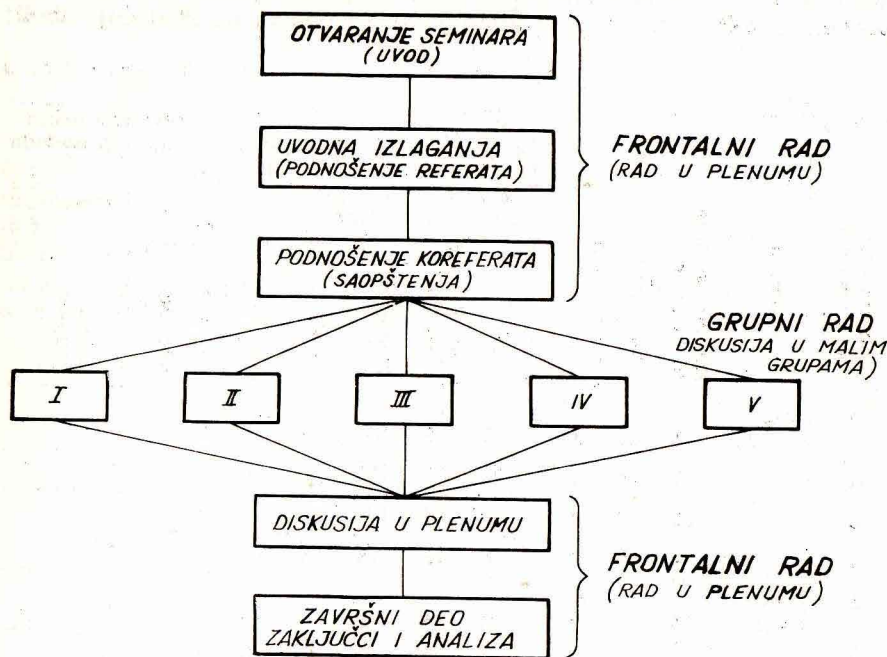 OTVARANJE SEMINARA
(UVOD)
UVODNA IZLAGANJA
(PODNOŠENJE REFERATA)
FRONTALNI RAD
(RAD U PLENUMU)
PODNOŠENJE KOREFERATA
(SAOPŠTENJA)
GRUPNI RAD
DISKUSIJA U MALIM
GRUPAMA)
I
II
III
IV
V
DISKUSIJA U PLENUMU
FRONTALNI RAD
(RAD U PLENUMU)
ZAVRŠNI DEO
ZAKLJUČCI I ANALIZA